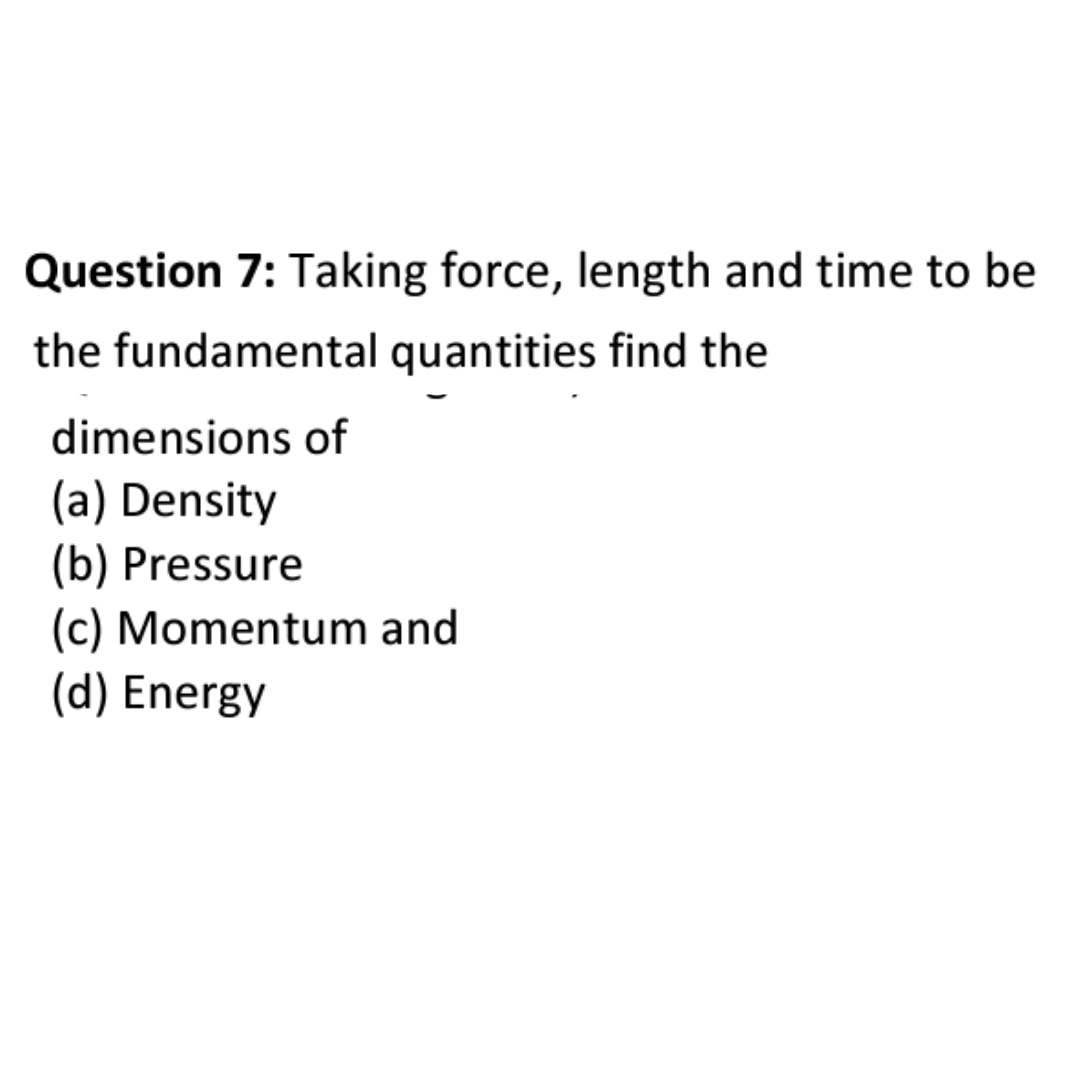 Question 7: Taking force, length and time to be
the fundamental quantities find the
dimensions of
(a) Density
(b) Pressure
(c) Momentum and
(d) Energy